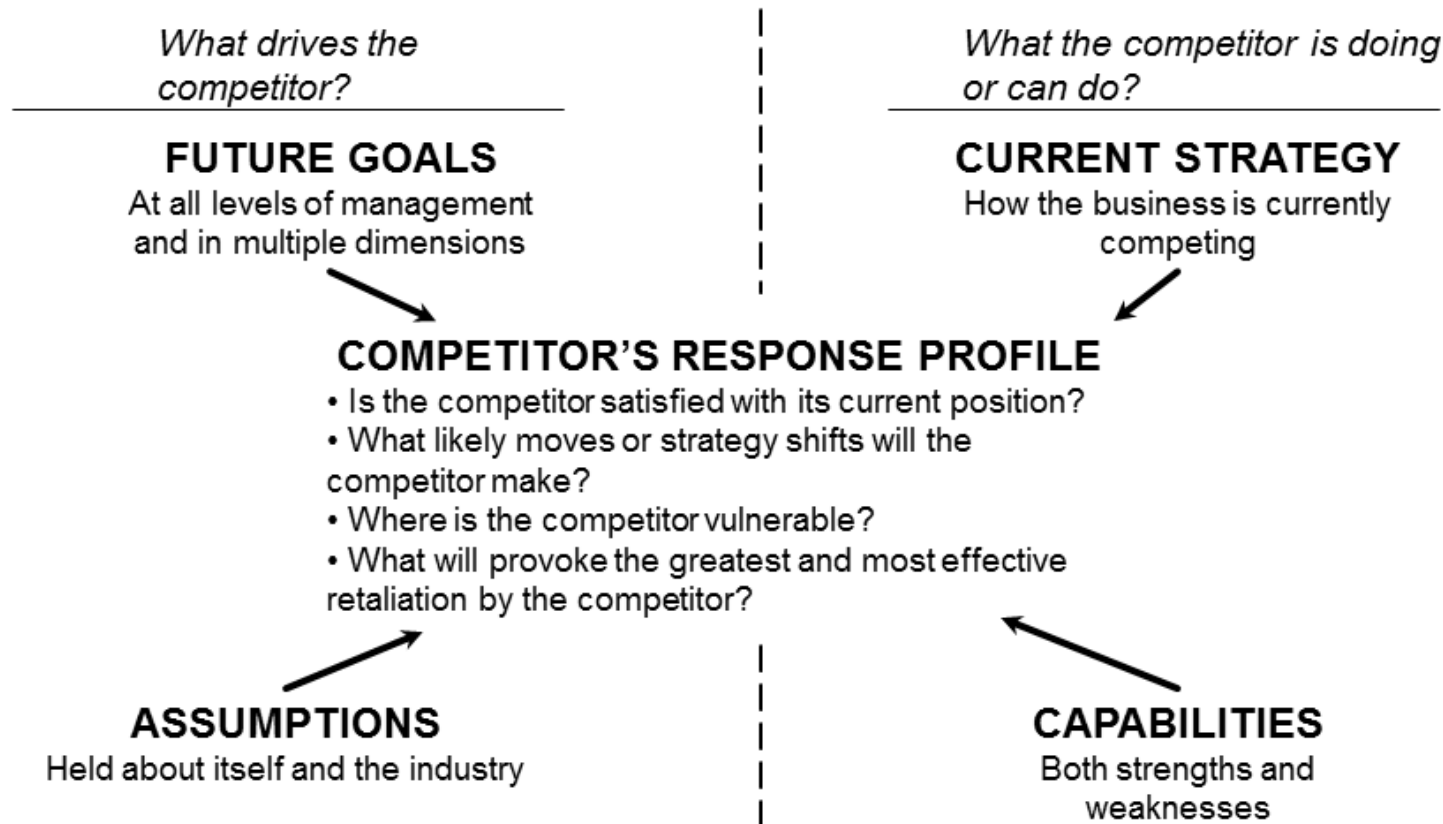 What drives the
competitor?
What the competitor is doing
or can do?
FUTURE GOALS
At all levels of management
and in multiple dimensions
CURRENT STRATEGY
How the business is currently
competing
COMPETITOR’S RESPONSE PROFILE
• Is the competitor satisfied with its current position?
• What likely moves or strategy shifts will the
competitor make?
• Where is the competitor vulnerable?
• What will provoke the greatest and most effective
retaliation by the competitor?
ASSUMPTIONS
Held about itself and the industry
CAPABILITIES
Both strengths and
weaknesses